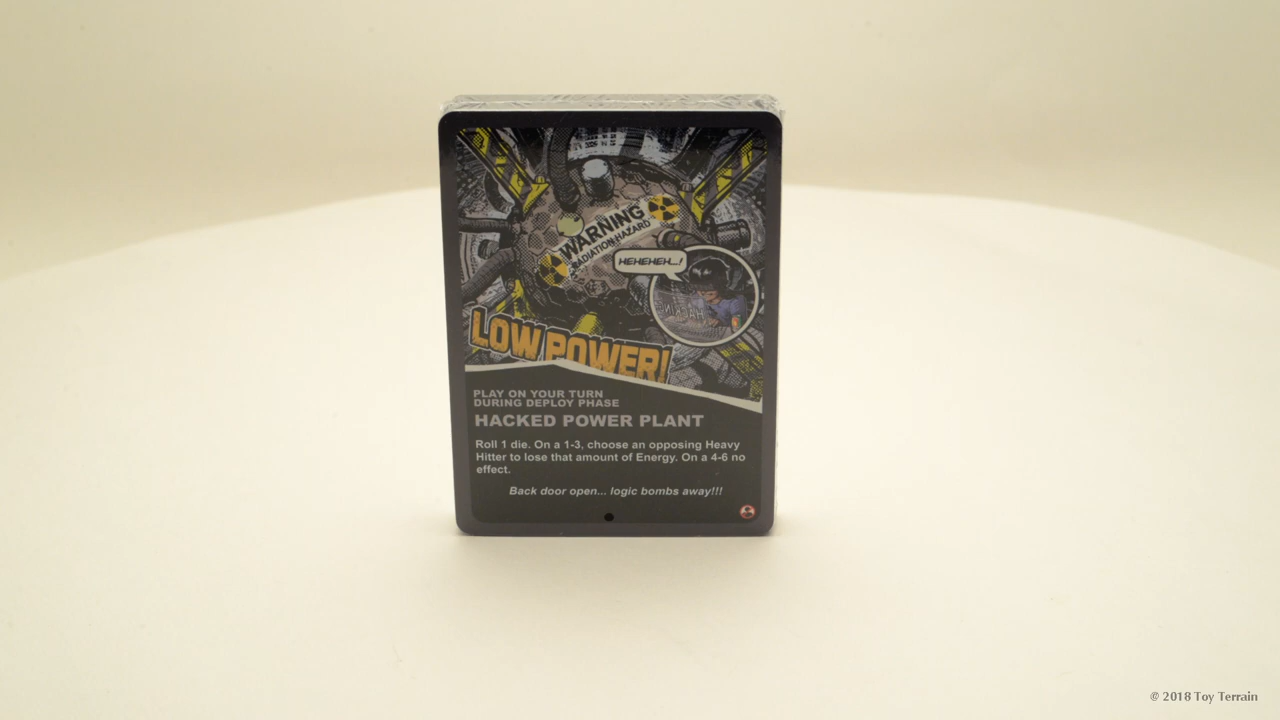 WARNING
RADIATION HAZARD
HEHEHEH...!
LOW POWER!
PLAY ON YOUR TURN
DURING DEPLOY PHASE
HACKED POWER PLANT
Roll 1 die. On a 1-3, choose an opposing Heavy
Hitter to lose that amount of Energy. On a 4-6 no
effect.
Back door open... logic bombs away!!!
© 2018 Toy Terrain